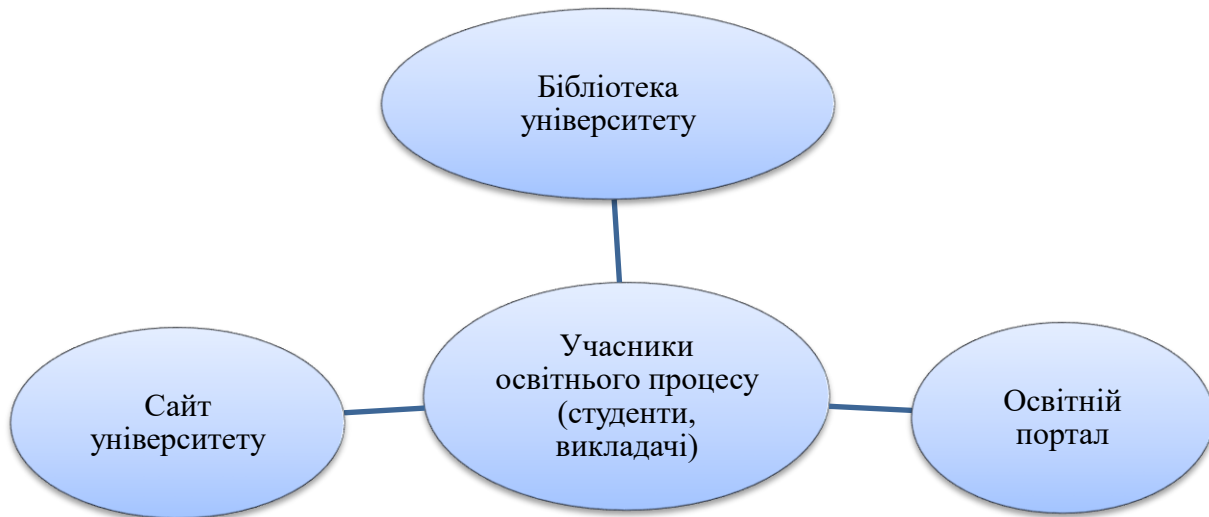 Бібліотека
університету
Учасники
освітнього процесу
(студенти,
викладачі)
Сайт
університету
Освітній
портал